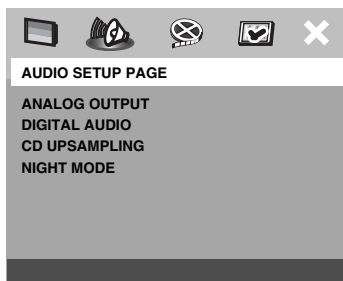 AUDIO SETUP PAGE
ANALOG OUTPUT
DIGITAL AUDIO
CD UPSAMPLING
NIGHT MODE